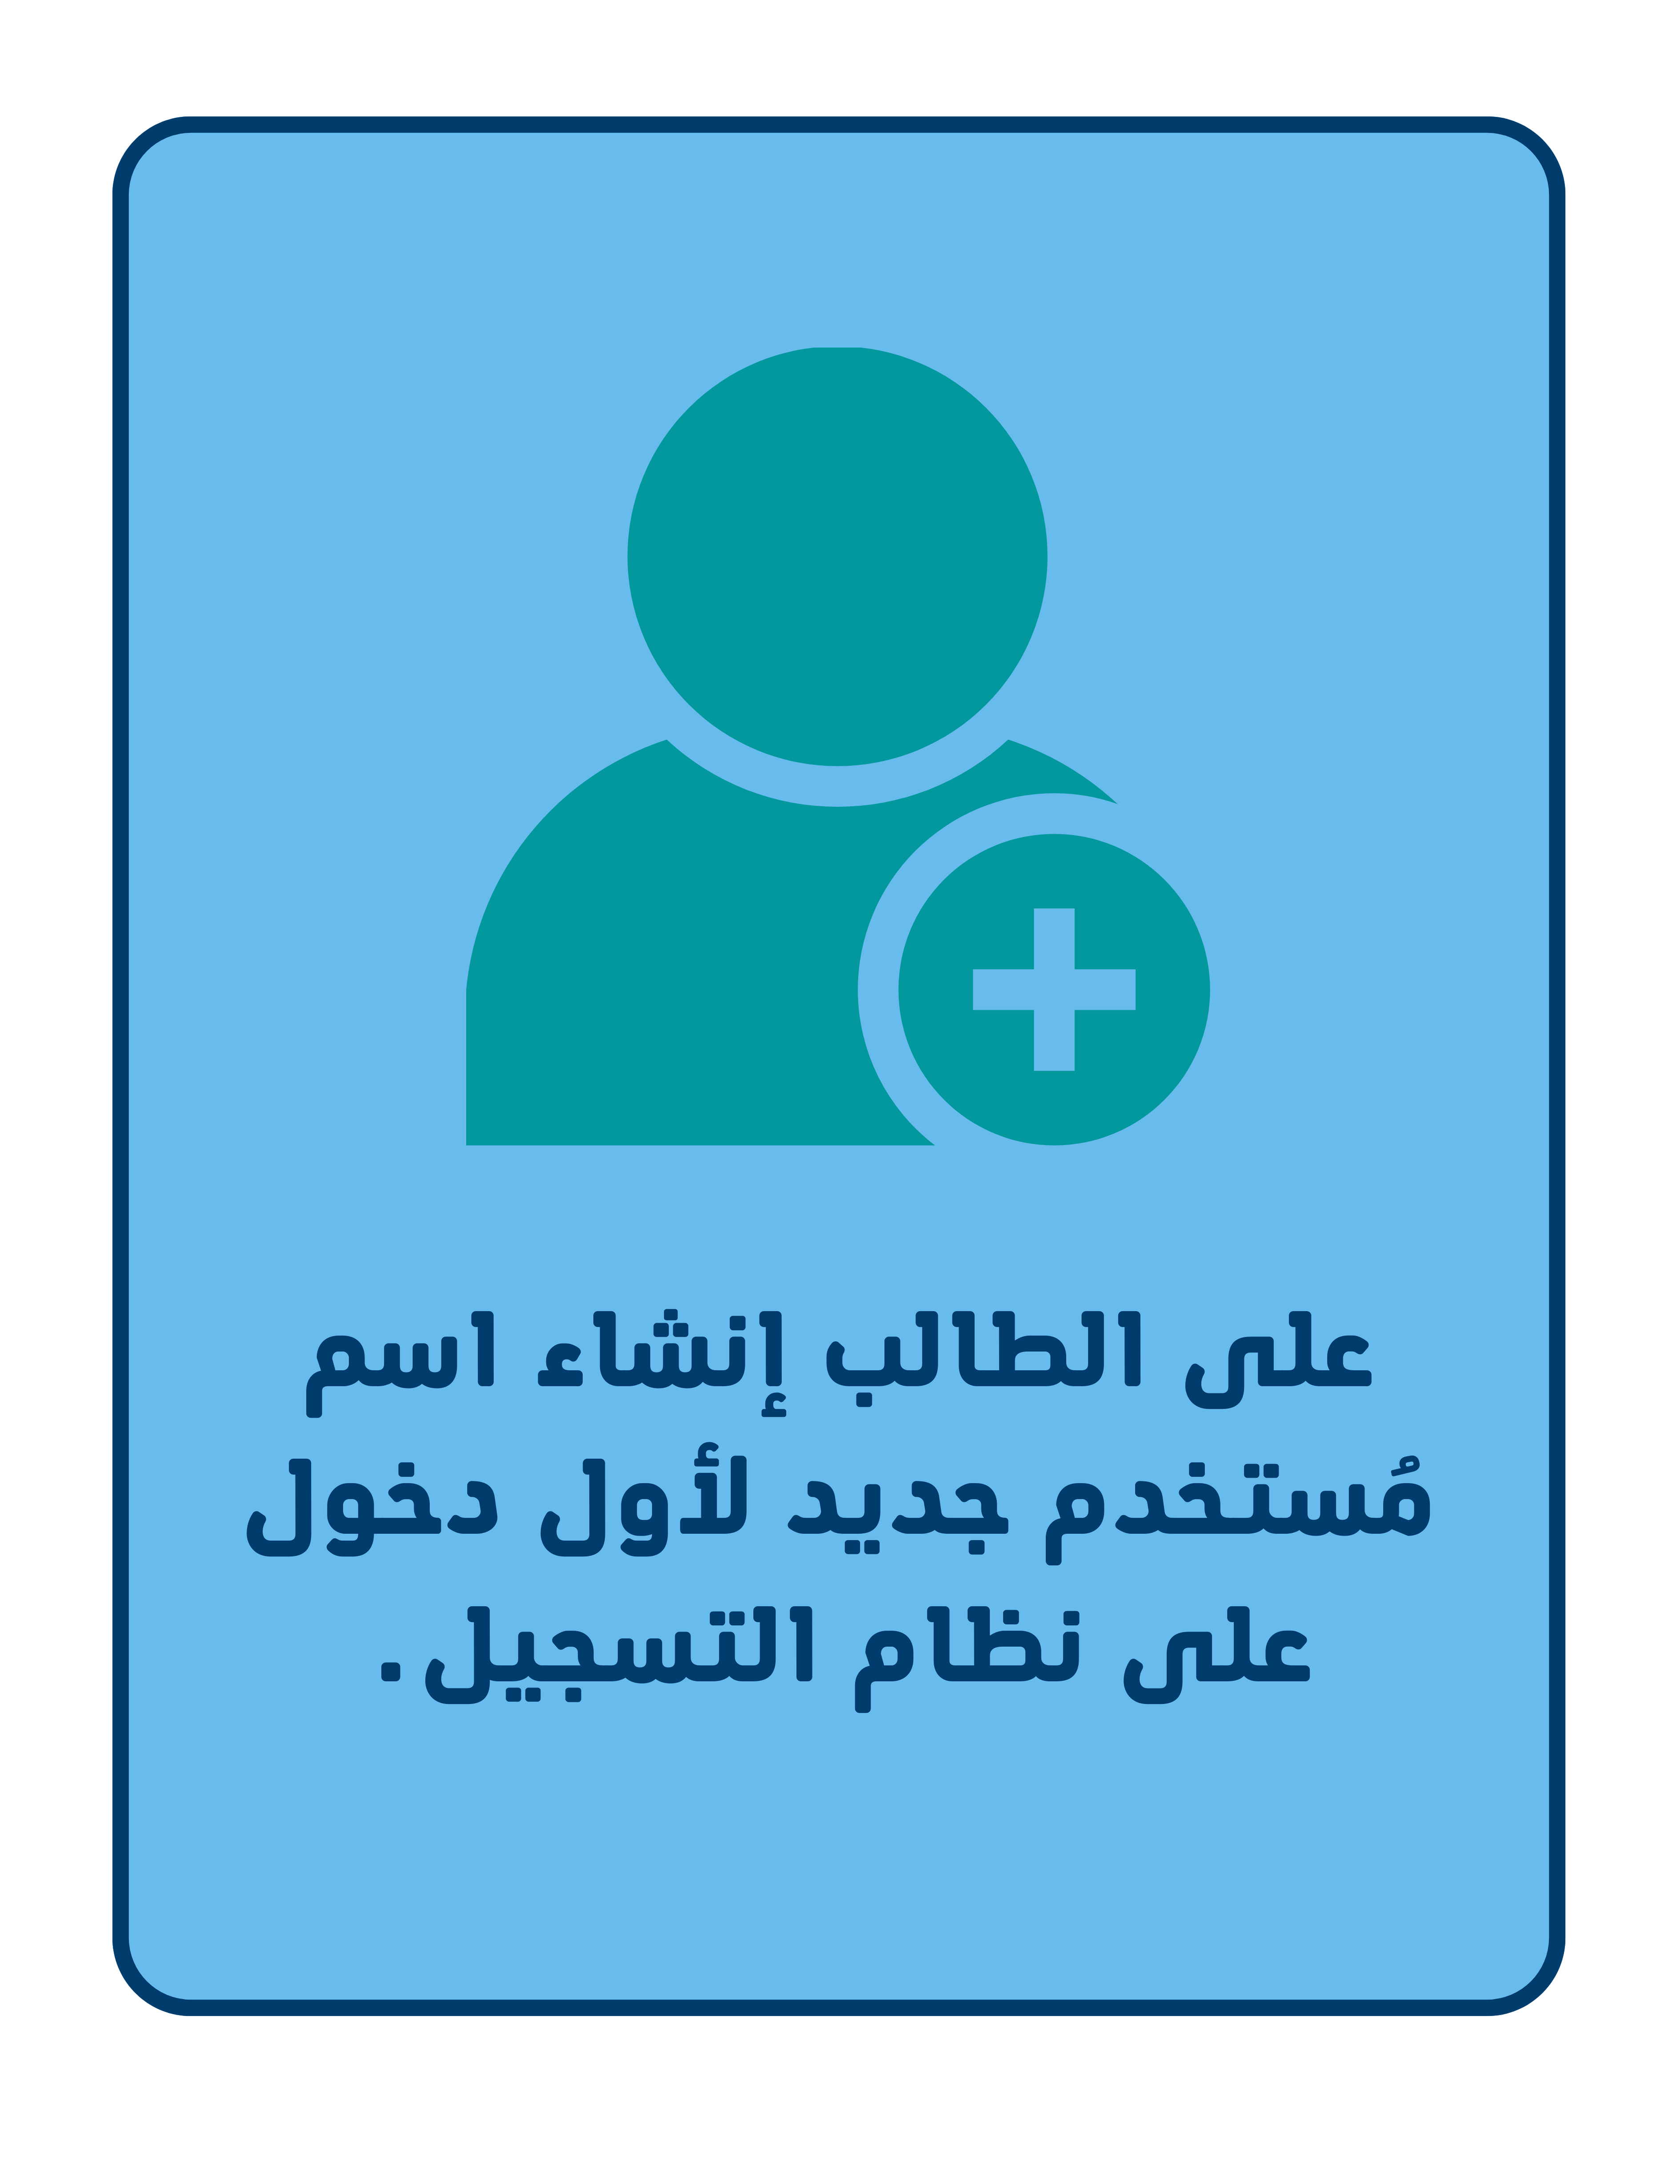 على الطالب إنشاء اسم
مُستخدم جديد لأول دخول
على نظام التسجيل.